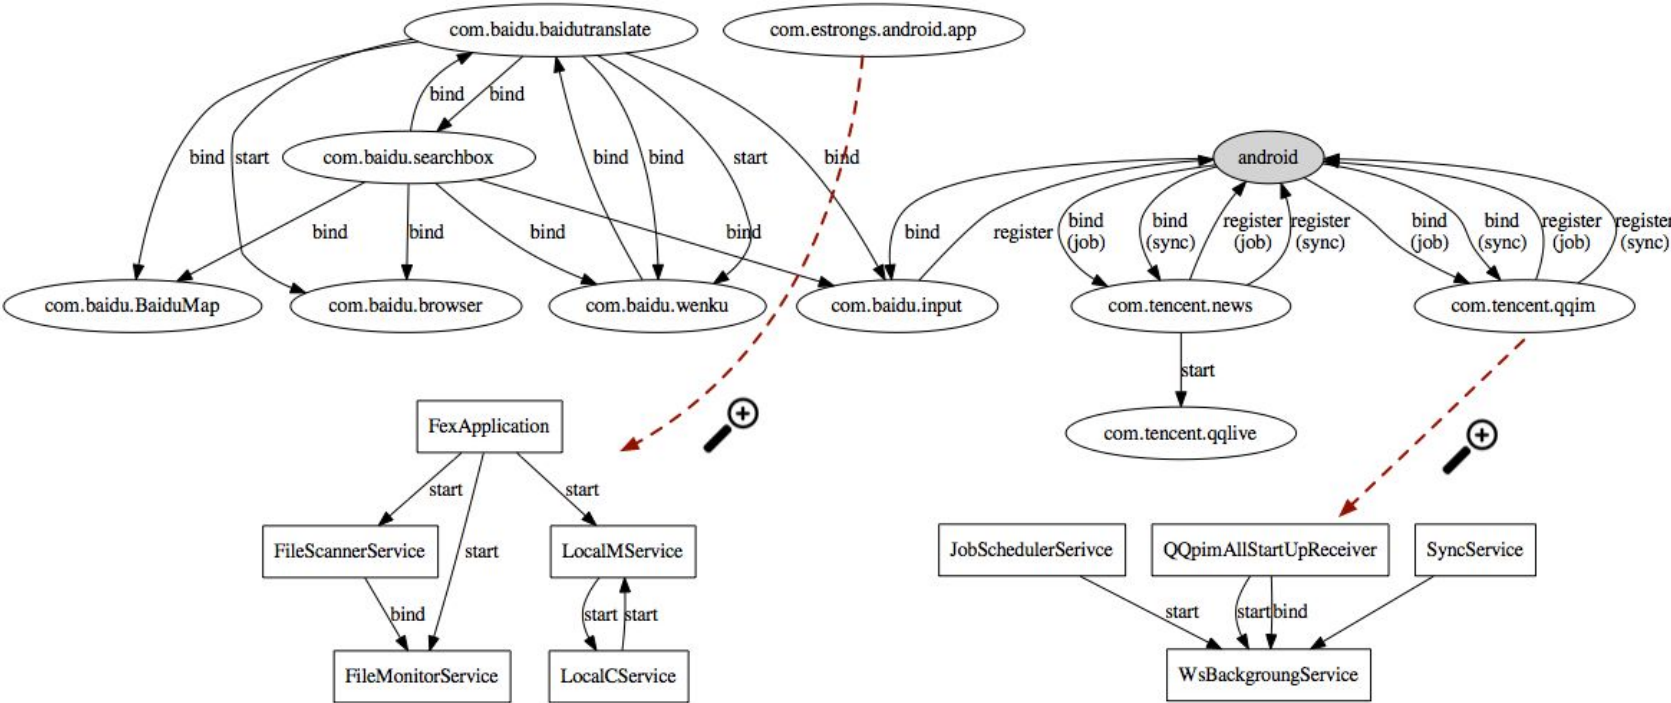 com.baidu.baidutranslate
com.estrongs.android.app
bind
bind
bind
start
com.baidu.searchbox
bind
bind
start
bind
android
bind
bind
bind
bind
bind
register
bind
(job)
bind
(sync)
register
(job)
register
(sync)
bind
(job)
bind
(sync)
register
(job)
register
(sync)
com.baidu.BaiduMap
com.baidu.browser
com.baidu.wenku
com.baidu.input
com.tencent.news
com.tencent.qqim
start
com.tencent.qqlive
FexApplication
start
start
FileScannerService
start
LocalMService
bind
start
start
FileMonitorService
LocalCService
JobSchedulerSerivce
QQpimAllStartUpReceiver
SyncService
start
start
bind
WsBackgroungService